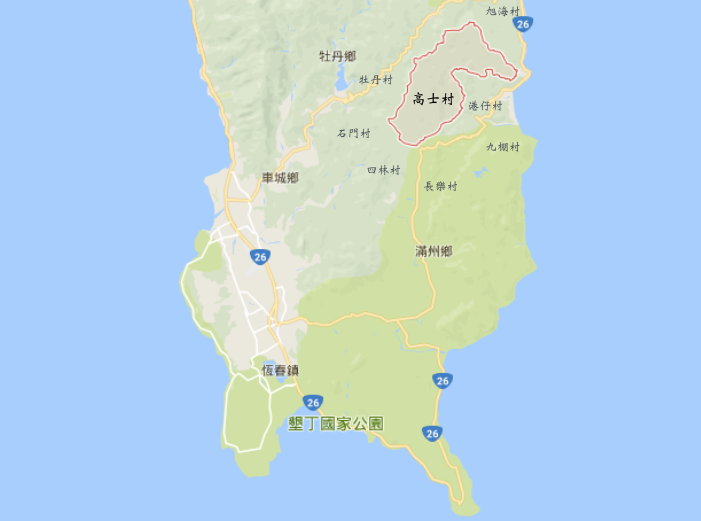 旭海村
26
牡丹鄉
牡丹村
高士村
港仔村
石門村
九棚村
四林村
車城鄉
長樂村
滿州鄉
26
恆春鎮
26
26
墾丁國家公園
26